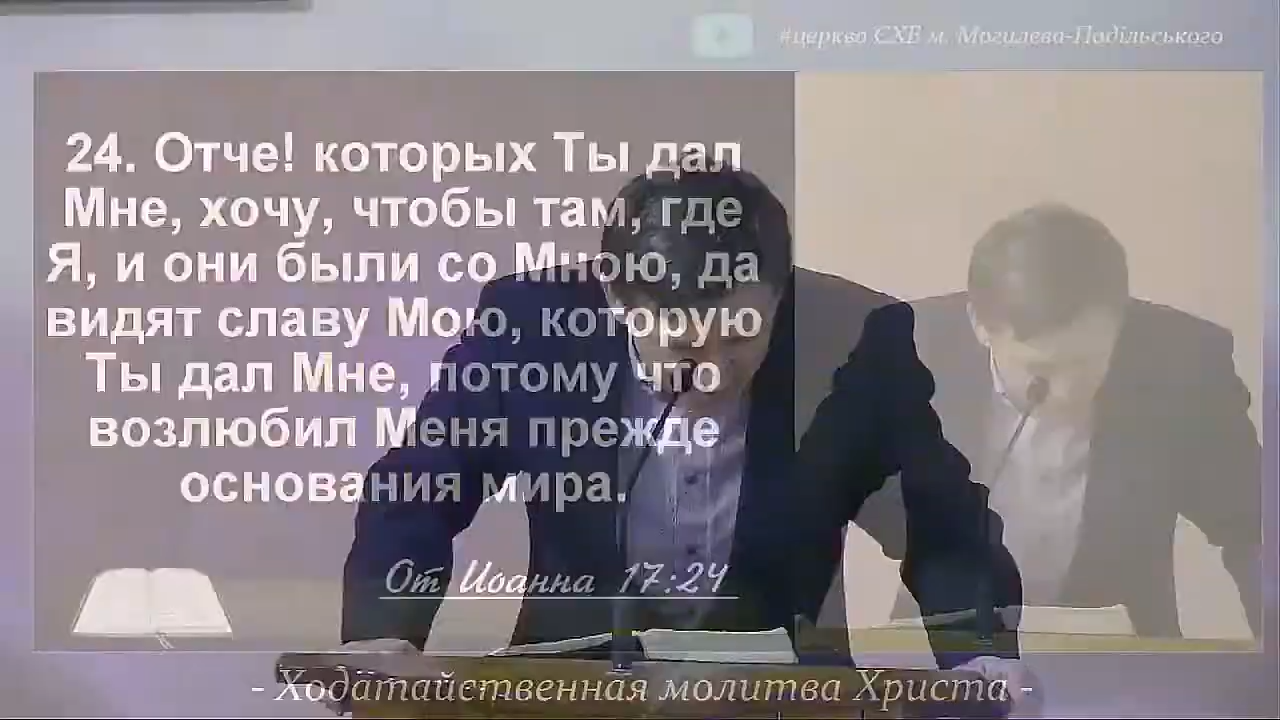 #церква ЄХБ м. Могилева-Подільського
24. Отче! которых Ты дал
Мне, хочу, чтобы там, где
Я, и они были со Мною, да
видят славу Мою, которую
Ты дал Мне, потому что
возлюбил Меня прежде
основания мира.
От Иоанна 17:24
- Ходатайственная молитва Христа -